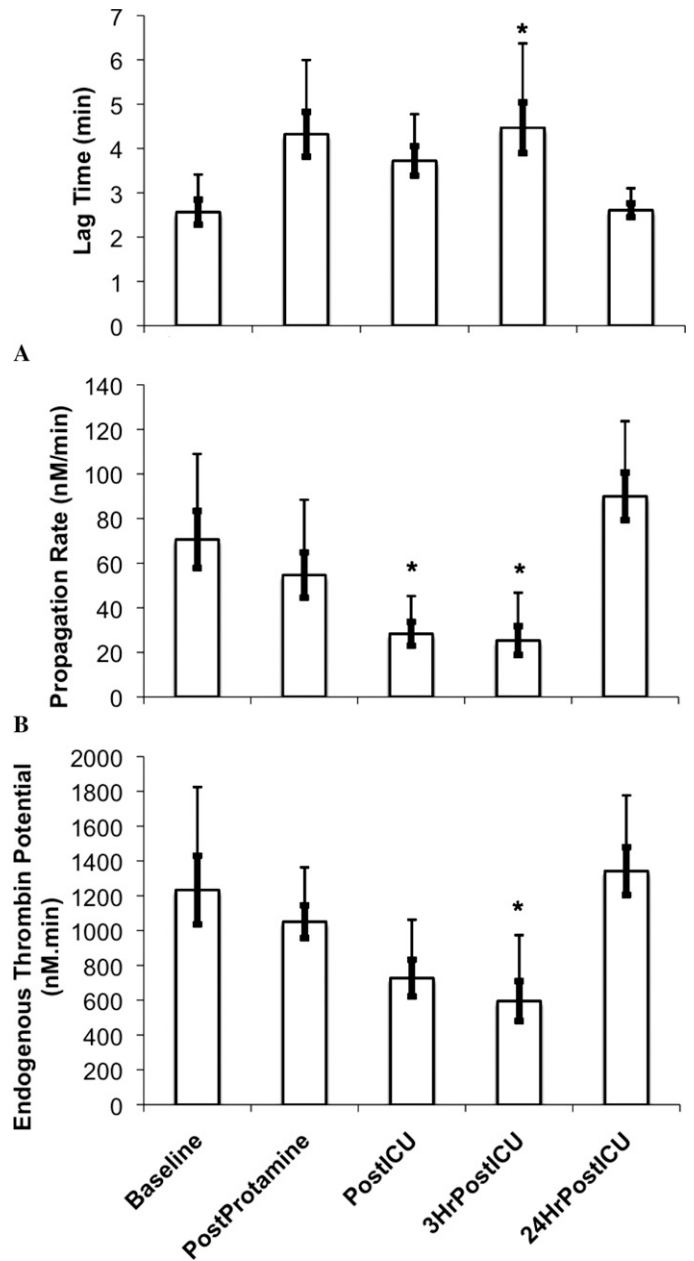 7
6
5
4
3
2
1
0
Lag Time (min)
*
A
140
120
100
80
60
40
20
0
Propagation Rate (nM/min)
*
*
B
2000
1800
1600
1400
1200
1000
800
600
400
200
0
Endogenous Thrombin Potential
(nM.min)
*
Baseline
PostProtamine
PostICU
3HrPostICU
24HrPostICU